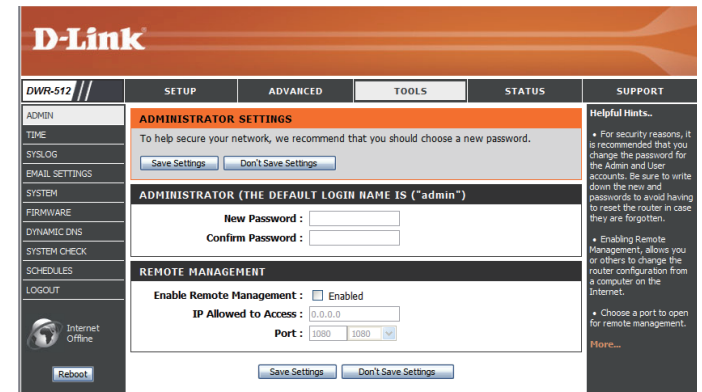 D-Link
DWR-512
SETUP
ADVANCED
TOOLS
STATUS
SUPPORT
ADMIN
TIME
SYSLOG
EMAIL SETTINGS
SYSTEM
FIRMWARE
DYNAMIC DNS
SYSTEM CHECK
SCHEDULES
LOGOUT
Internet
Offline
Reboot
ADMINISTRATOR SETTINGS
To help secure your network, we recommend that you should choose a new password.
Save Settings Don't Save Settings
ADMINISTRATOR (THE DEFAULT LOGIN NAME IS ("admin")
New Password :
Confirm Password :
REMOTE MANAGEMENT
Enable Remote Management : Enabled
IP Allowed to Access : 0.0.0.0
Port : 1080 1080
Save Settings Don't Save Settings
Helpful Hints..
• For security reasons, it
is recommended that you
change the password for
the Admin and User
accounts. Be sure to write
down the new and
passwords to avoid having
to reset the router in case
they are forgotten.
• Enabling Remote
Management, allows you
or others to change the
router configuration from
a computer on the
Internet.
• Choose a port to open
for remote management.
More...